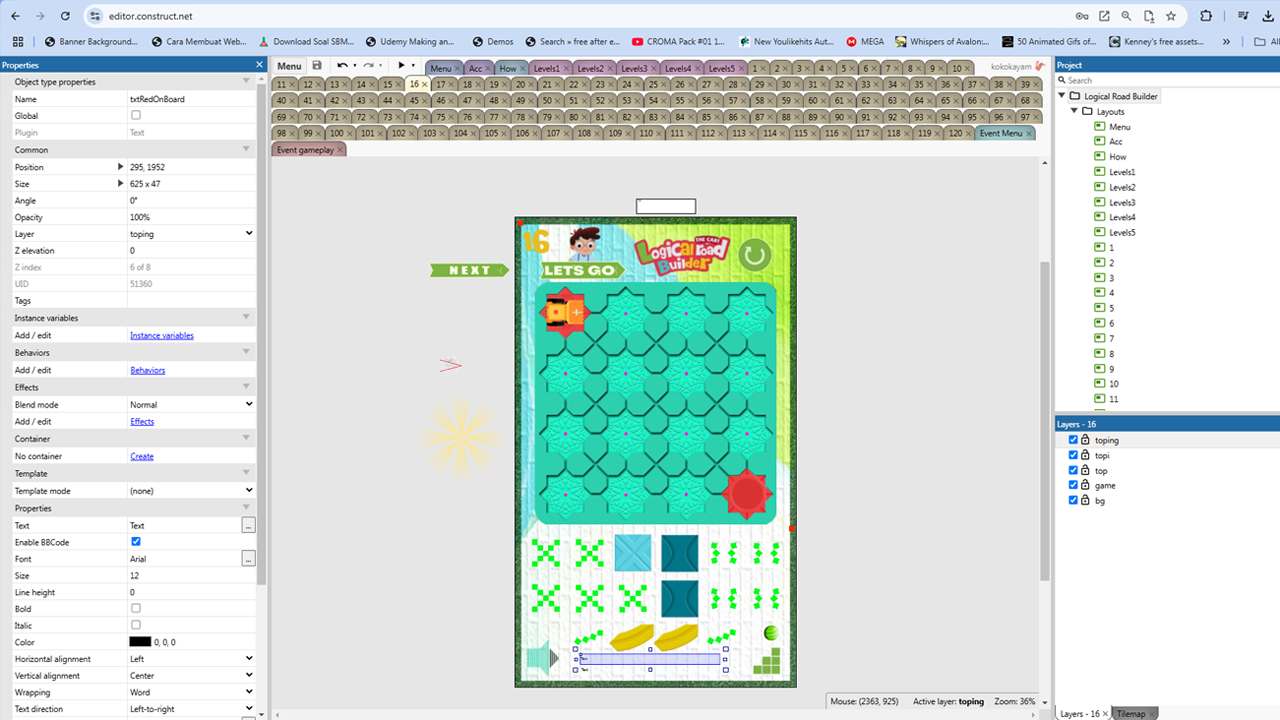 editor.construct.net
Banner Background...
Cara Membuat Web...
Download Soal SBM...
Udemy Making an...
Demos
Search » free after e...
CROMA Pack #01 1...
New Youlikehits Aut...
MEGA
Whispers of Avalon:...
50 Animated Gifs of...
Kenney's free assets...
»
Properties
Object type properties
Name txtRedOnBoard
Global
Plugin Text
Common
Position 295, 1952
Size 625 x 47
Angle 0°
Opacity 100%
Layer toping
Z elevation 0
Z index 6 of 8
UID 51360
Tags
Instance variables
Add / edit Instance variables
Behaviors
Add / edit Behaviors
Effects
Blend mode Normal
Add / edit Effects
Container
No container Create
Template
Template mode (none)
Properties
Text Text ...
Enable BBCode
Font Arial ...
Size 12
Line height 0
Bold
Italic
Color 0, 0, 0
Horizontal alignment Left
Vertical alignment Center
Wrapping Word
Text direction Left-to-right
Menu
Menu Acc How Levels1 Levels2 Levels3 Levels4 Levels5 1 2 3 4 5 6 7 8 9 10
kokokayam
11 12 13 14 15 16 17 18 19 20 21 22 23 24 25 26 27 28 29 30 31 32 33 34 35 36 37 38 39
40 41 42 43 44 45 46 47 48 49 50 51 52 53 54 55 56 57 58 59 60 61 62 63 64 65 66 67 68
69 70 71 72 73 74 75 76 77 78 79 80 81 82 83 84 85 86 87 88 89 90 91 92 93 94 95 96 97
98 99 100 101 102 103 104 105 106 107 108 109 110 111 112 113 114 115 116 117 118 119 120 Event Menu
Event gameplay
16
THE CARS
Logical Road
Builder
NEXT
LETS GO
Text
Text
Mouse: (2363, 925) Active layer: toping Zoom: 36%
Project
Search
Logical Road Builder
Layouts
Menu
Acc
How
Levels1
Levels2
Levels3
Levels4
Levels5
1
2
3
4
5
6
7
8
9
10
11
Layers - 16
toping
topi
top
game
bg
Layers - 16 Tilemap